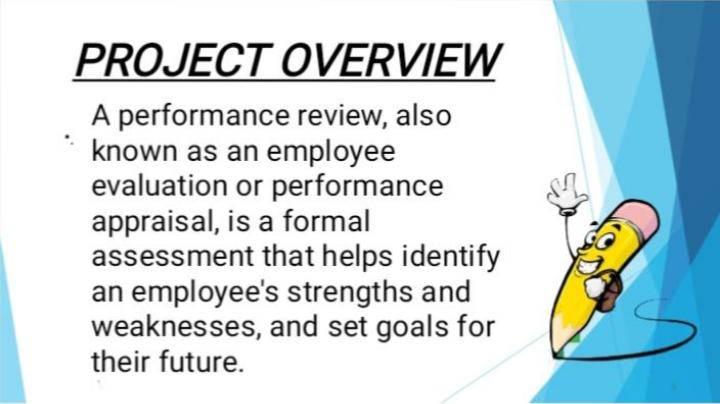 PROJECT OVERVIEW
A performance review, also
known as an employee
evaluation or performance
appraisal, is a formal
assessment that helps identify
an employee's strengths and
weaknesses, and set goals for
their future.